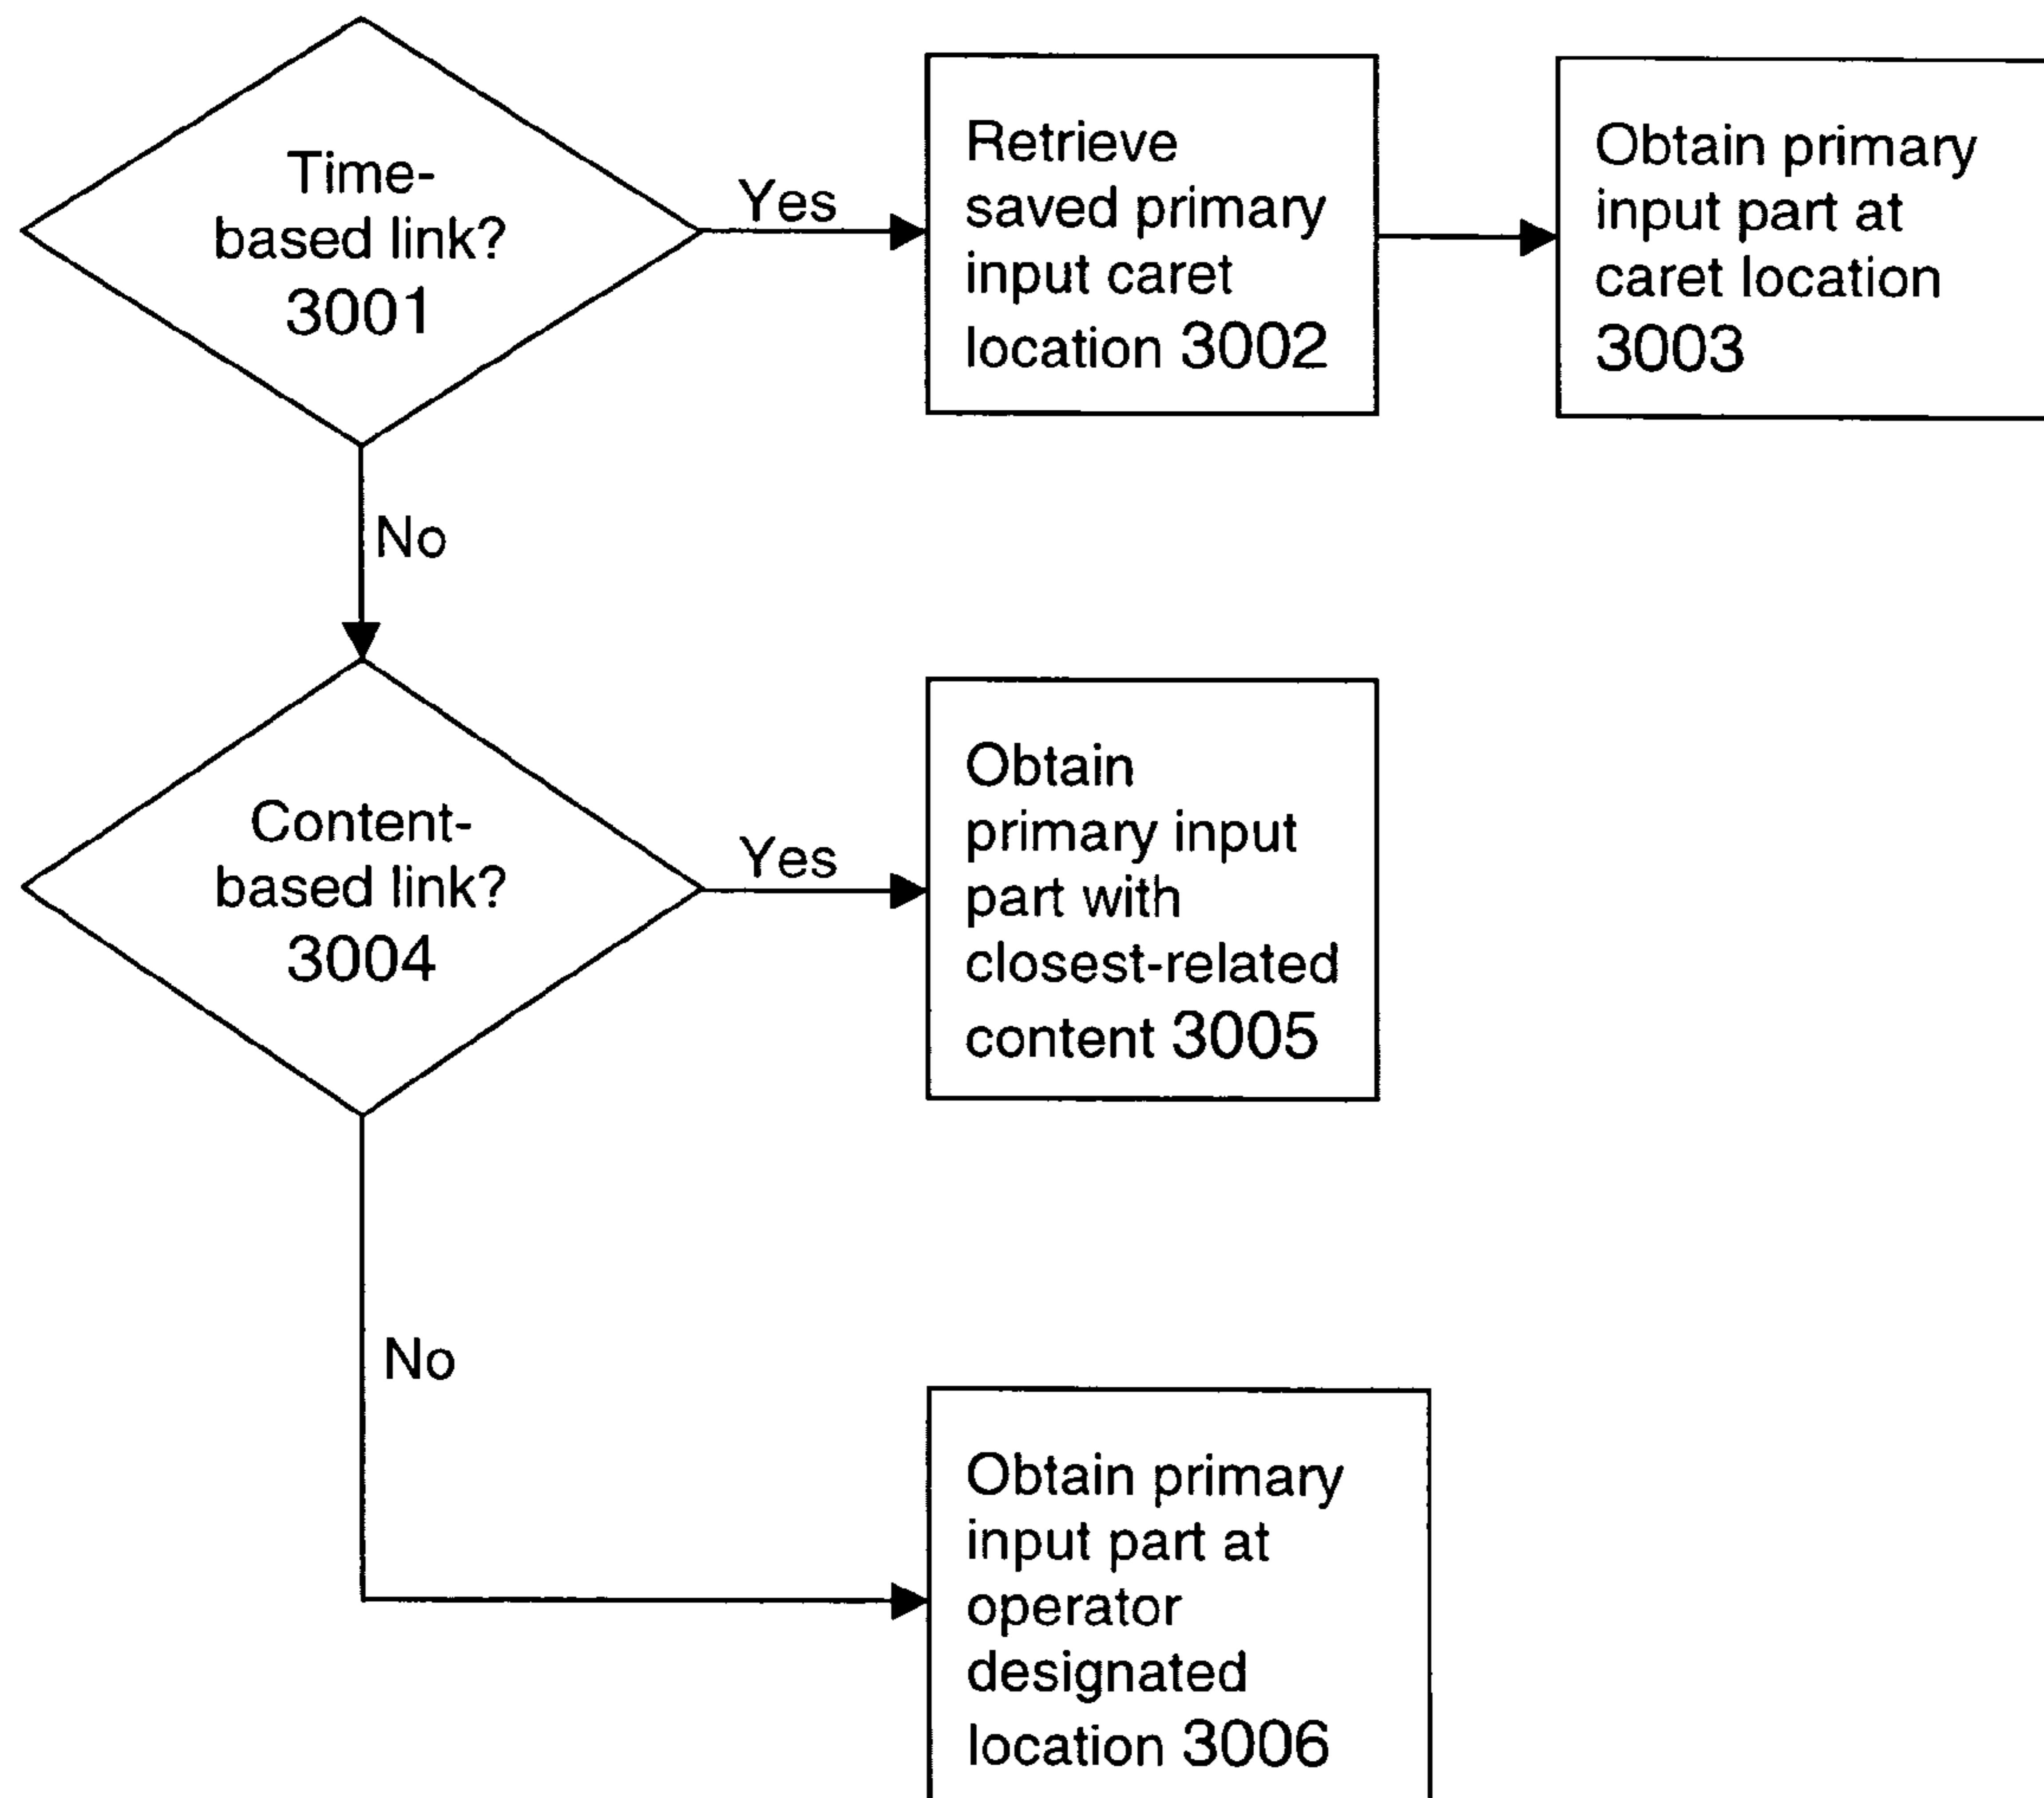 Time-
based link?
3001
Yes
Retrieve
saved primary
input caret
location 3002
Obtain primary
input part at
caret location
3003
No
Content-
based link?
3004
Yes
Obtain
primary input
part with
closest-related
content 3005
No
Obtain primary
input part at
operator
designated
location 3006